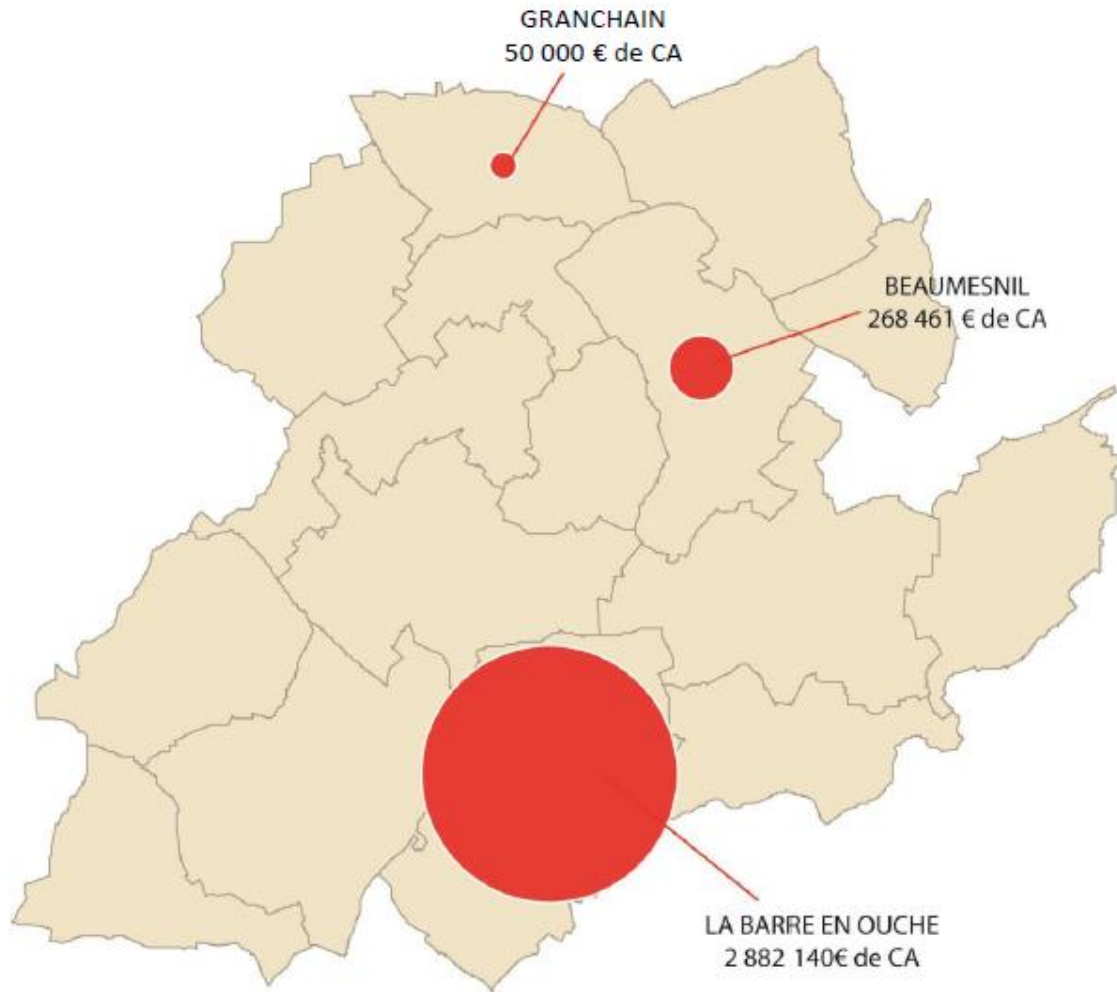 GRANCHAIN
50 000 € de CA
BEAUMESNIL
268 461 € de CA
LA BARRE EN OUCHE
2 882 140€ de CA